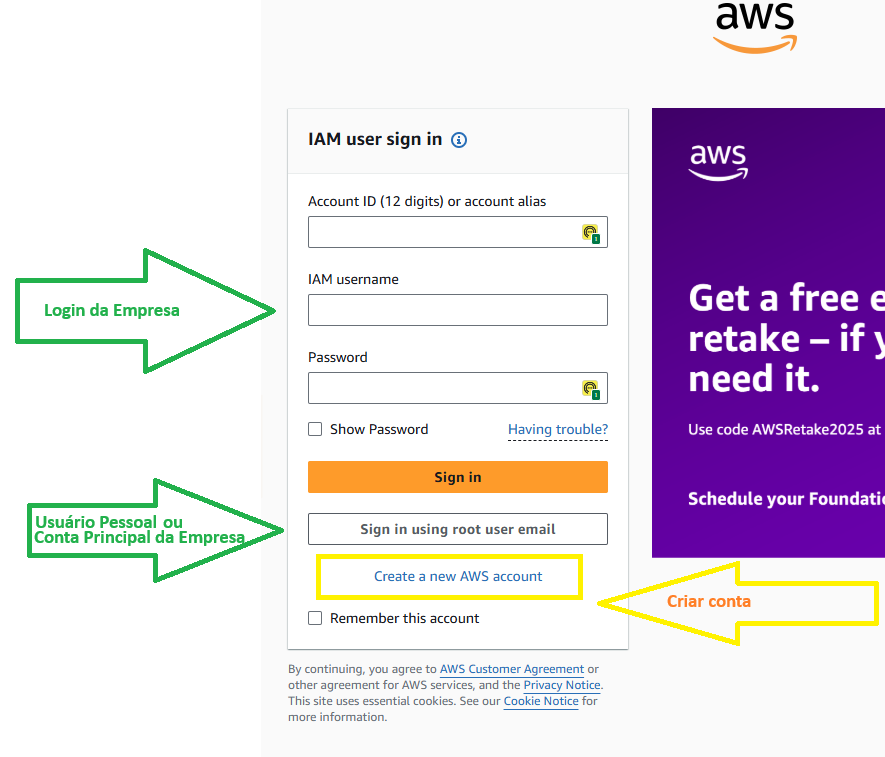 aws
IAM user sign in
Account ID (12 digits) or account alias
IAM username
Login da Empresa
Password
Show Password
Having trouble?
Sign in
Usuário Pessoal ou
Conta Principal da Empresa
Sign in using root user email
Create a new AWS account
Criar conta
Remember this account
By continuing, you agree to AWS Customer Agreement or
other agreement for AWS services, and the Privacy Notice.
This site uses essential cookies. See our Cookie Notice for
more information.
aws
Get a free e
retake – if y
need it.
Use code AWSRetake2025 at
Schedule your Foundatio